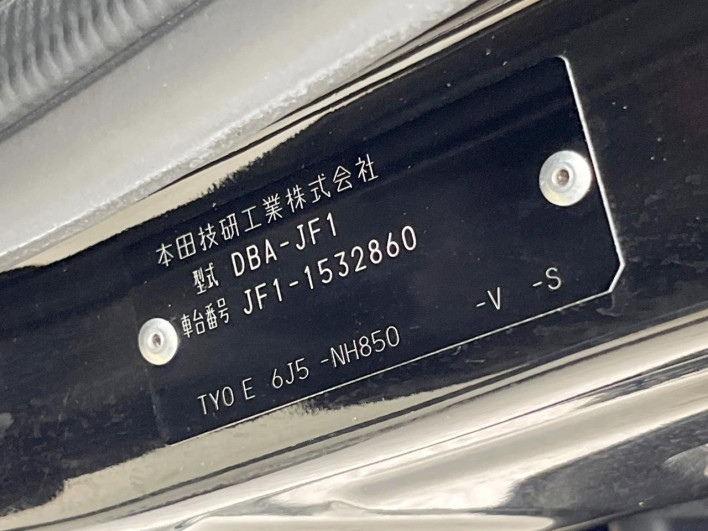 本田技研工業株式会社
型式 DBA-JF1
車台番号 JF1-1532860
TYO E 6J5 -NH850 -V -S